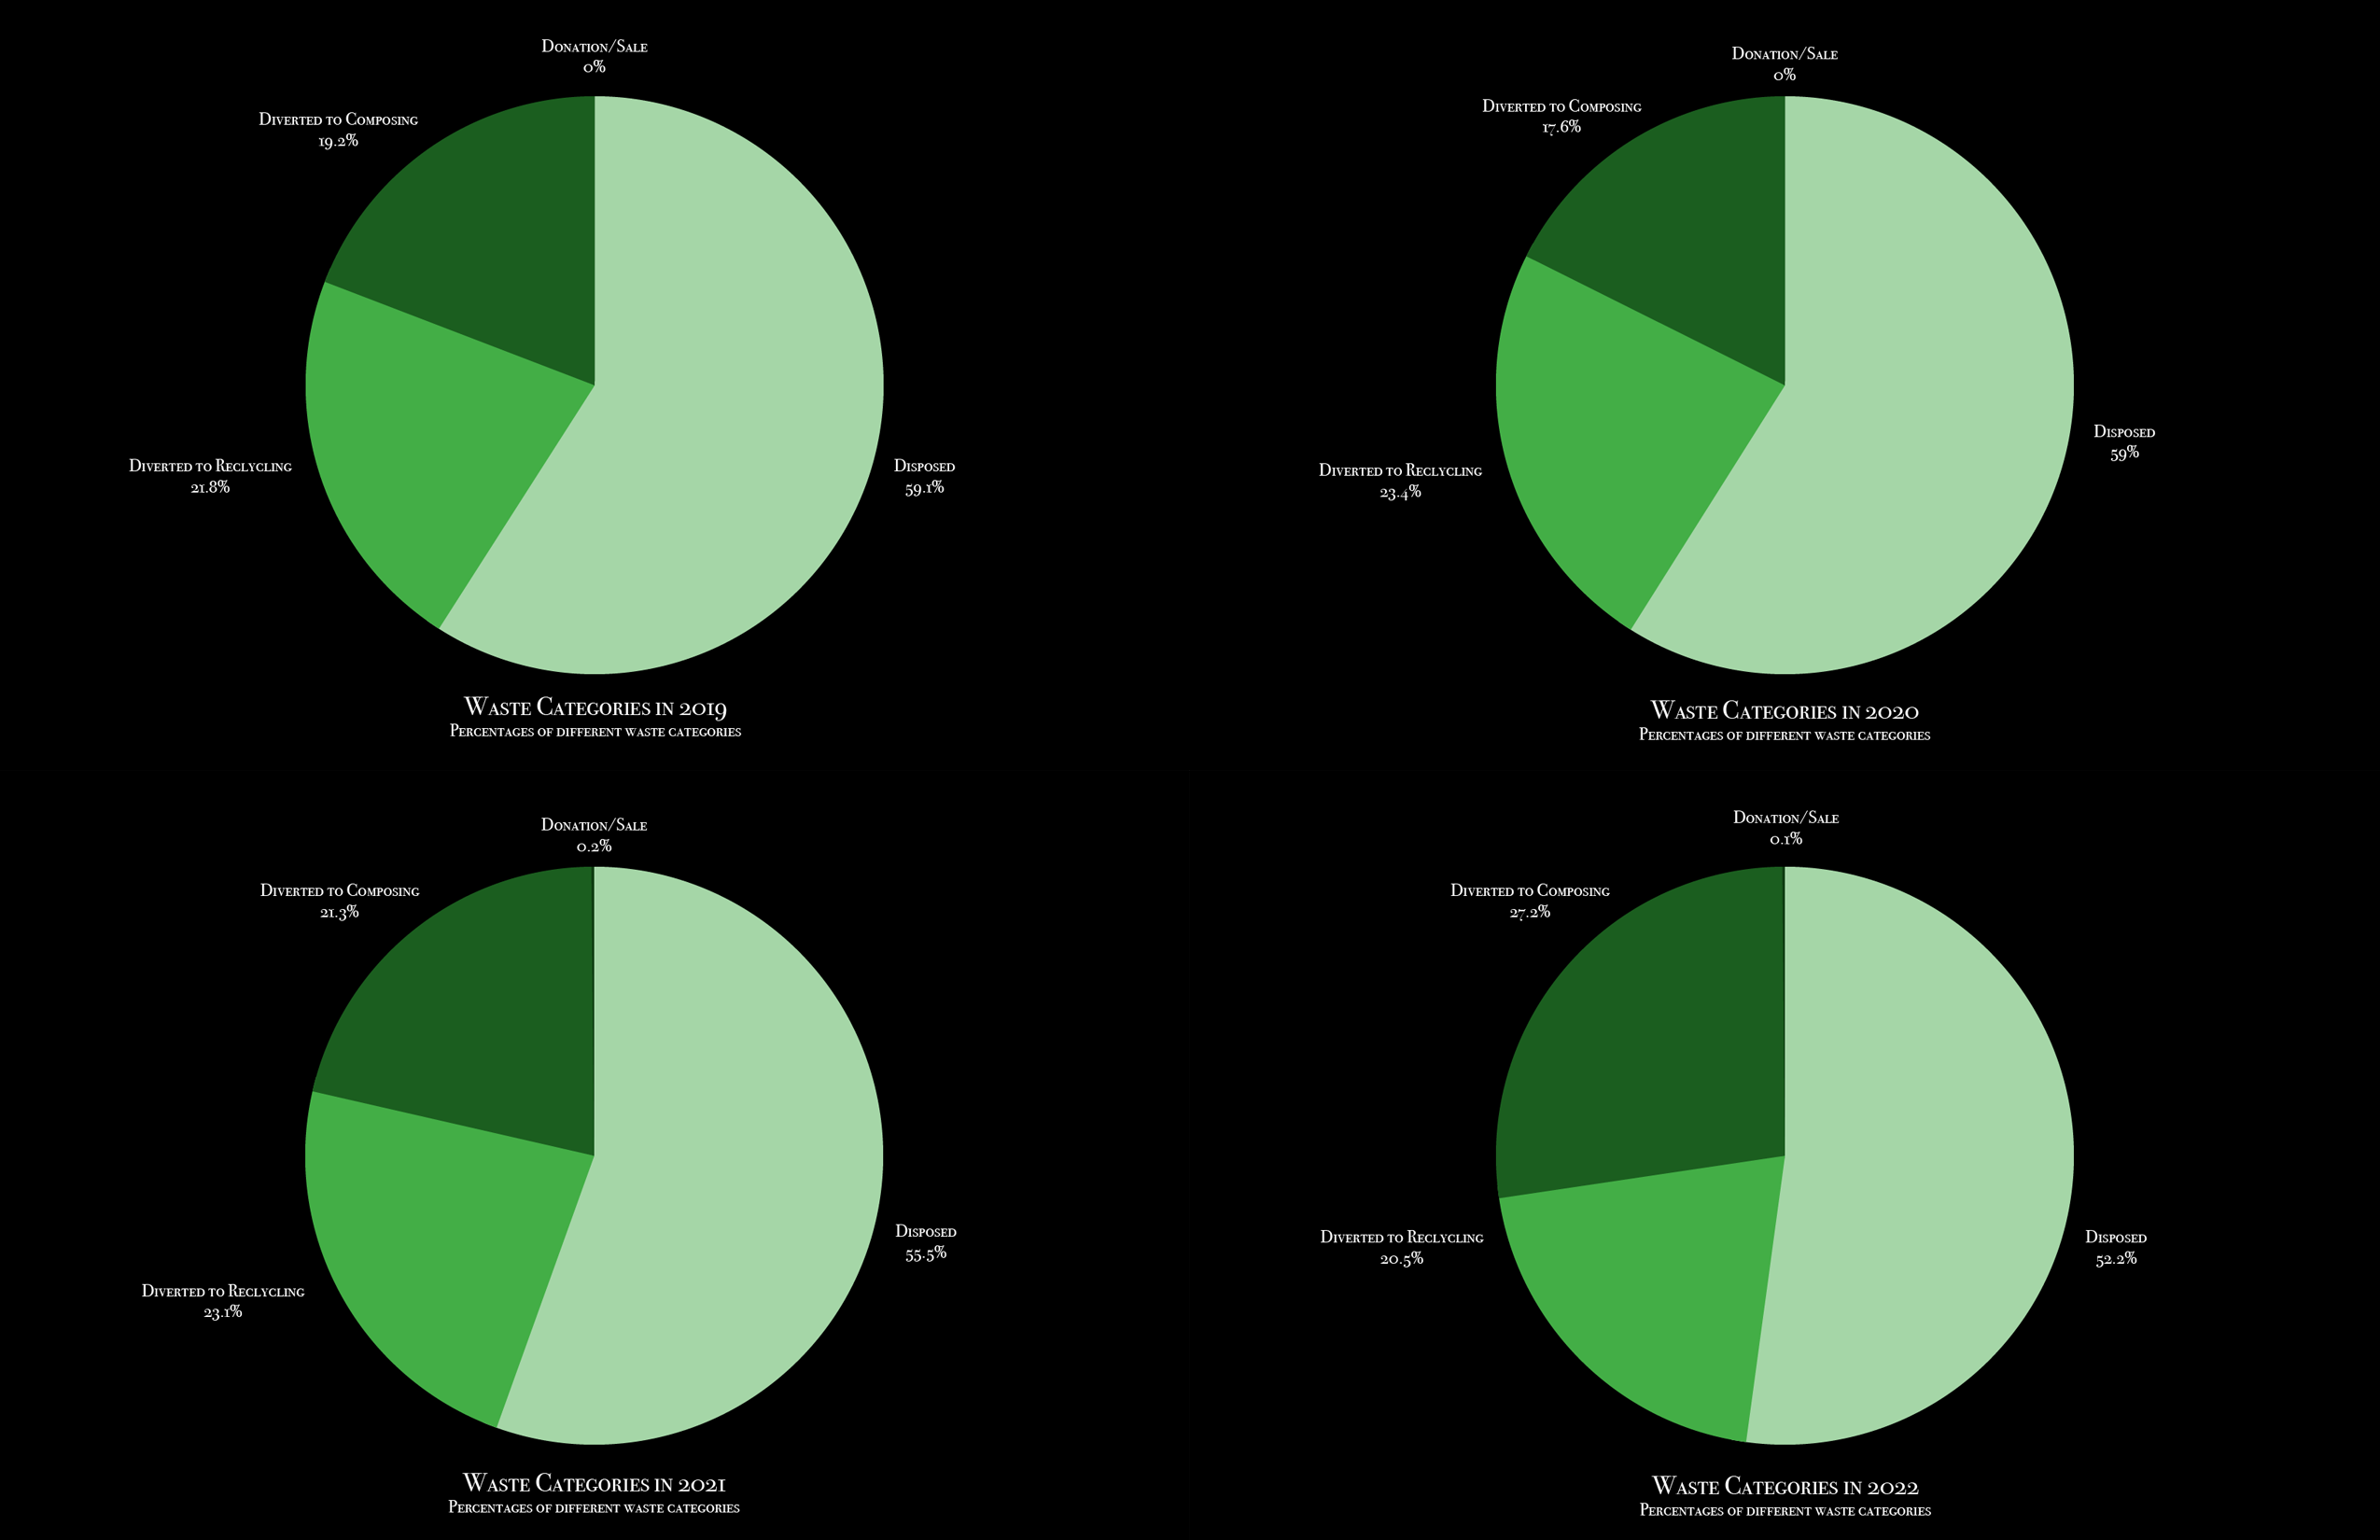 Donation/Sale
0%
Diverted to Composing
19.2%
Diverted to Reclycling
21.8%
Disposed
59.1%
Waste Categories in 2019
Percentages of different waste categories
Donation/Sale
0%
Diverted to Composing
17.6%
Disposed
59%
Diverted to Reclycling
23.4%
Waste Categories in 2020
Percentages of different waste categories
Donation/Sale
0.2%
Diverted to Composing
21.3%
Disposed
55.5%
Diverted to Reclycling
23.1%
Waste Categories in 2021
Percentages of different waste categories
Donation/Sale
0.1%
Diverted to Composing
27.2%
Diverted to Reclycling
20.5%
Disposed
52.2%
Waste Categories in 2022
Percentages of different waste categories